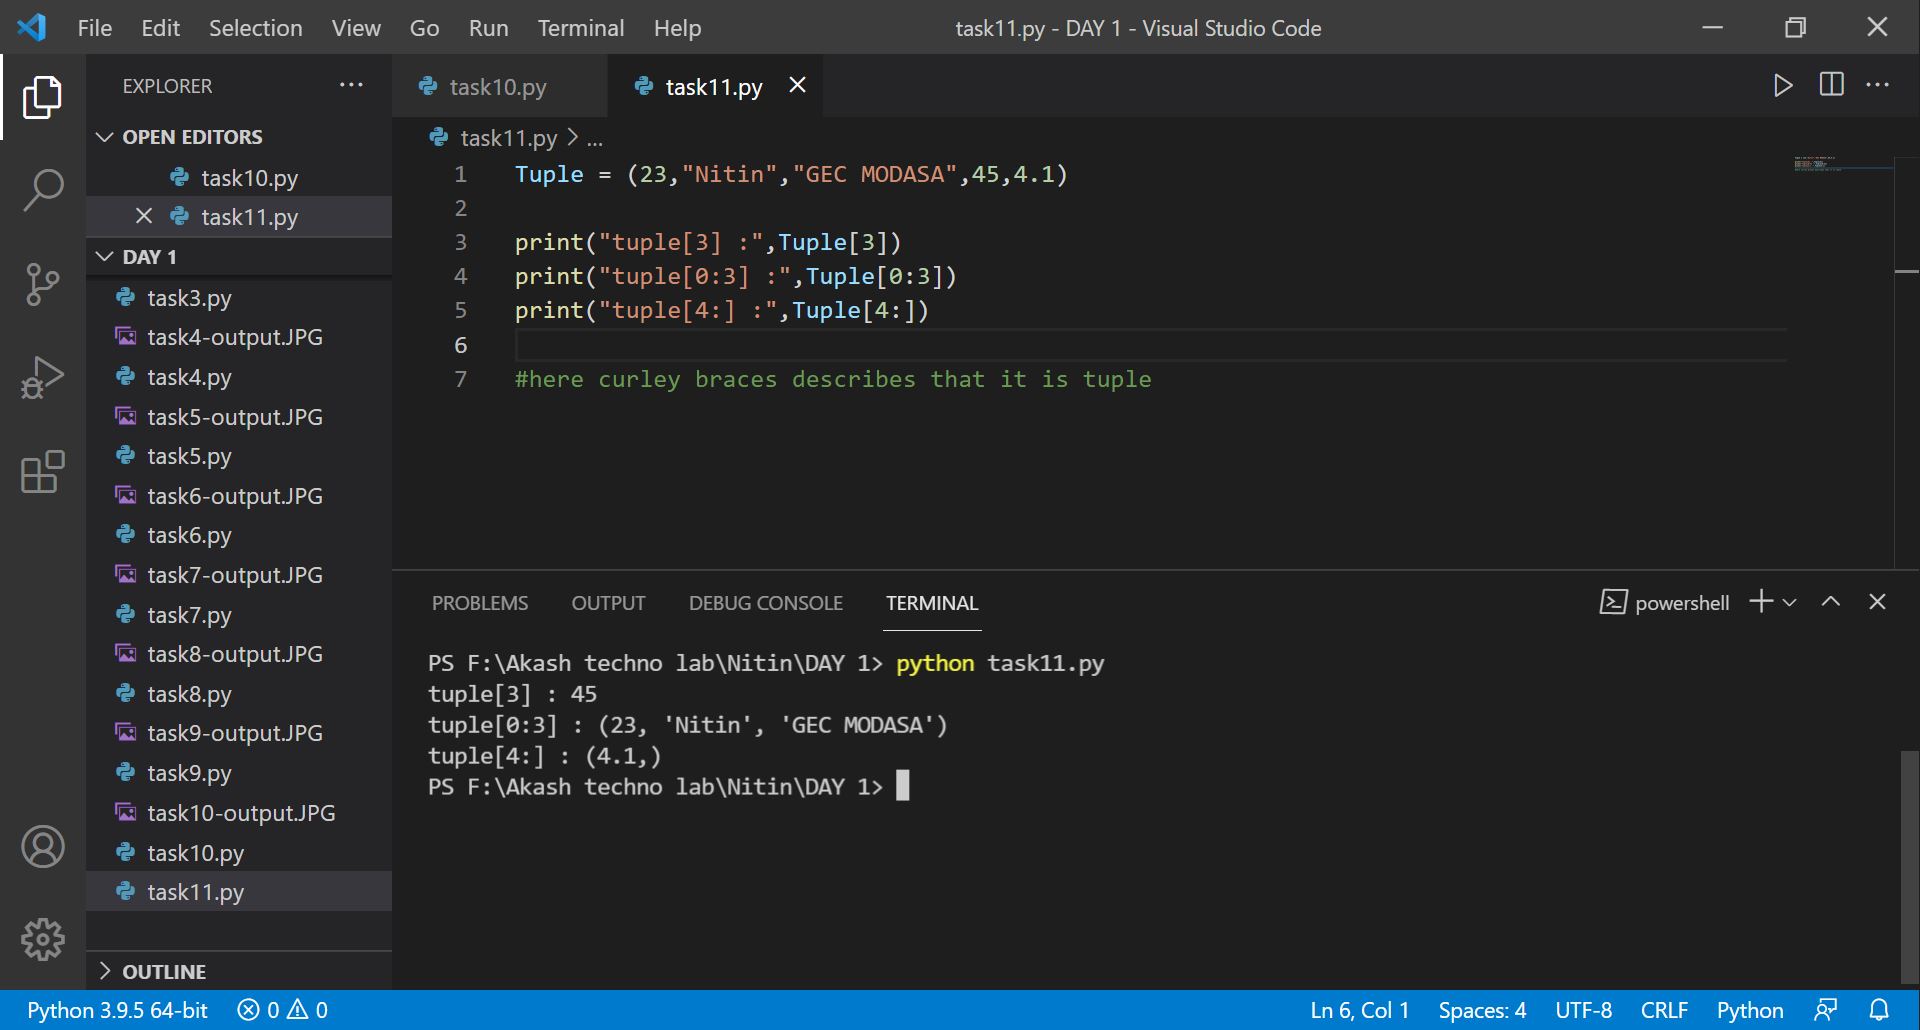 File Edit Selection View Go Run Terminal Help task11.py - DAY 1 - Visual Studio Code
EXPLORER
OPEN EDITORS
task10.py
task11.py
DAY 1
task3.py
task4-output.JPG
task4.py
task5-output.JPG
task5.py
task6-output.JPG
task6.py
task7-output.JPG
task7.py
task8-output.JPG
task8.py
task9-output.JPG
task9.py
task10-output.JPG
task10.py
task11.py
OUTLINE
task10.py task11.py
task11.py > ...
1 Tuple = (23,"Nitin","GEC MODASA",45,4.1)
2
3 print("tuple[3] :",Tuple[3])
4 print("tuple[0:3] :",Tuple[0:3])
5 print("tuple[4:] :",Tuple[4:])
6
7 #here curley braces describes that it is tuple
PROBLEMS OUTPUT DEBUG CONSOLE TERMINAL powershell
PS F:\Akash techno lab\Nitin\DAY 1> python task11.py
tuple[3] : 45
tuple[0:3] : (23, 'Nitin', 'GEC MODASA')
tuple[4:] : (4.1,)
PS F:\Akash techno lab\Nitin\DAY 1>
Python 3.9.5 64-bit 0 0 Ln 6, Col 1 Spaces: 4 UTF-8 CRLF Python